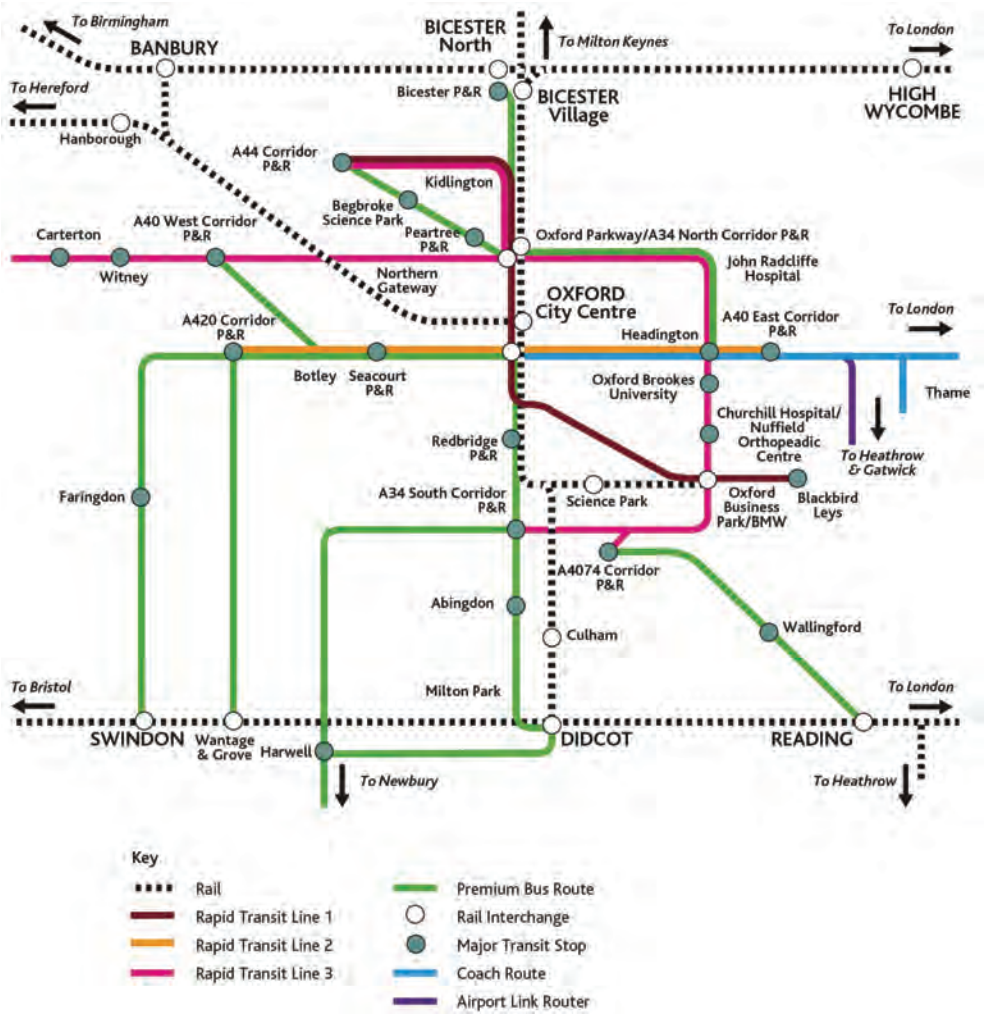 To Birmingham
BANBURY
BICESTER
North
To Milton Keynes
To London
To Hereford
Bicester P&R
BICESTER
Village
HIGH
WYCOMBE
Hanborough
A44 Corridor
P&R
Kidlington
Begbroke
Science Park
Peartree
P&R
Carterton
Witney
A40 West Corridor
P&R
Oxford Parkway/A34 North Corridor P&R
John Radcliffe
Hospital
Northern
Gateway
OXFORD
City Centre
A420 Corridor
P&R
Headington
A40 East Corridor
P&R
To London
Botley
Seacourt
P&R
Oxford Brookes
University
Thame
Churchill Hospital/
Nuffield
Orthopeadic
Centre
To Heathrow
& Gatwick
Redbridge
P&R
Faringdon
A34 South Corridor
P&R
Science Park
Oxford
Business
Park/BMW
Blackbird
Leys
A4074 Corridor
P&R
Abingdon
Culham
Wallingford
To Bristol
Milton Park
To London
SWINDON
Wantage
& Grove
Harwell
DIDCOT
READING
To Newbury
To Heathrow
Key
Rail
Rapid Transit Line 1
Rapid Transit Line 2
Rapid Transit Line 3
Premium Bus Route
Rail Interchange
Major Transit Stop
Coach Route
Airport Link Router